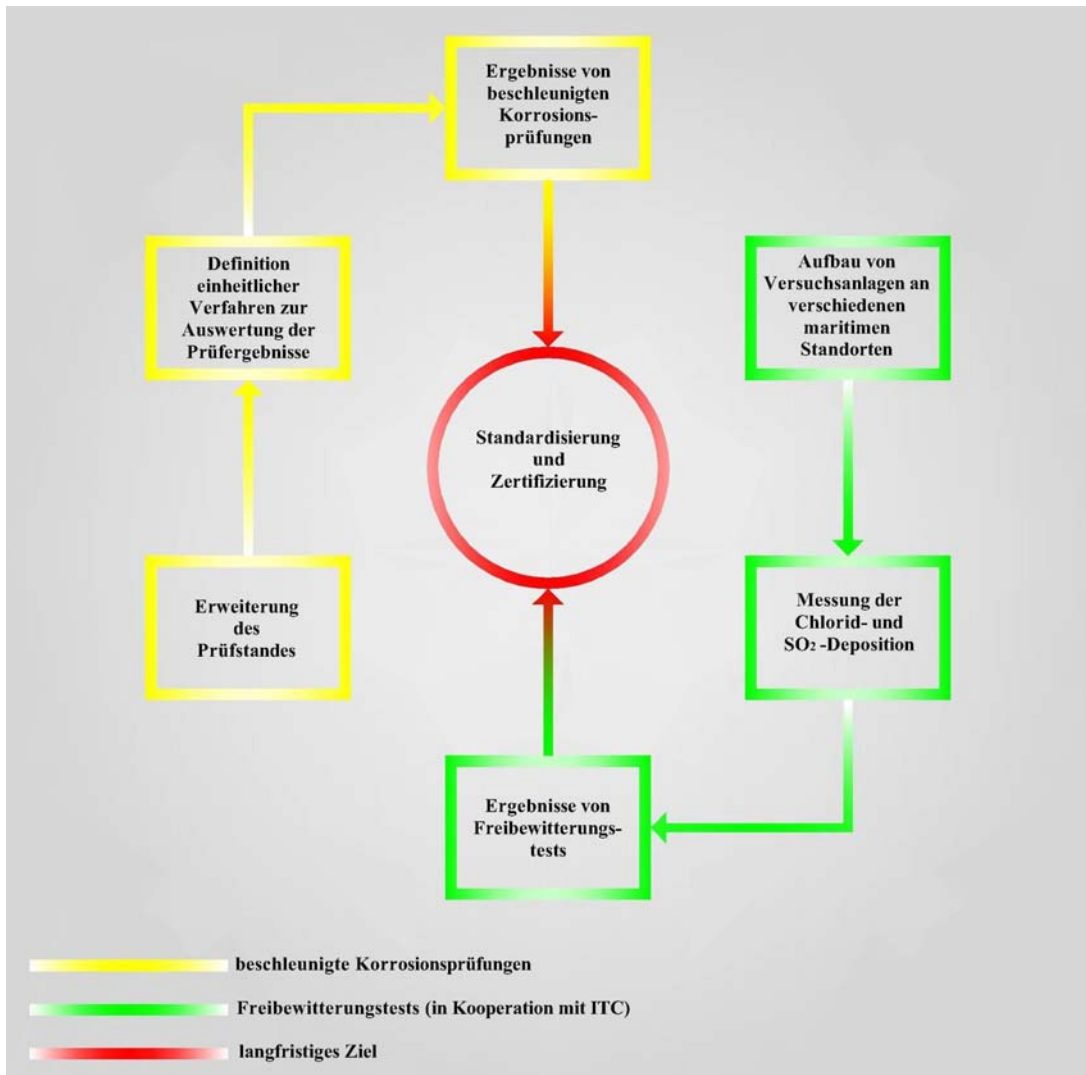 Ergebnisse von
beschleunigten
Korrosions-
prüfungen
Definition
einheitlicher
Verfahren zur
Auswertung der
Prüfergebnisse
Aufbau von
Versuchsanlagen an
verschiedenen
maritimen
Standorten
Standardisierung
und
Zertifizierung
Erweiterung
des
Prüfstandes
Messung der
Chlorid- und
SO₂ -Deposition
Ergebnisse von
Freibewitterungs-
tests
beschleunigte Korrosionsprüfungen
Freibewitterungstests (in Kooperation mit ITC)
langfristiges Ziel